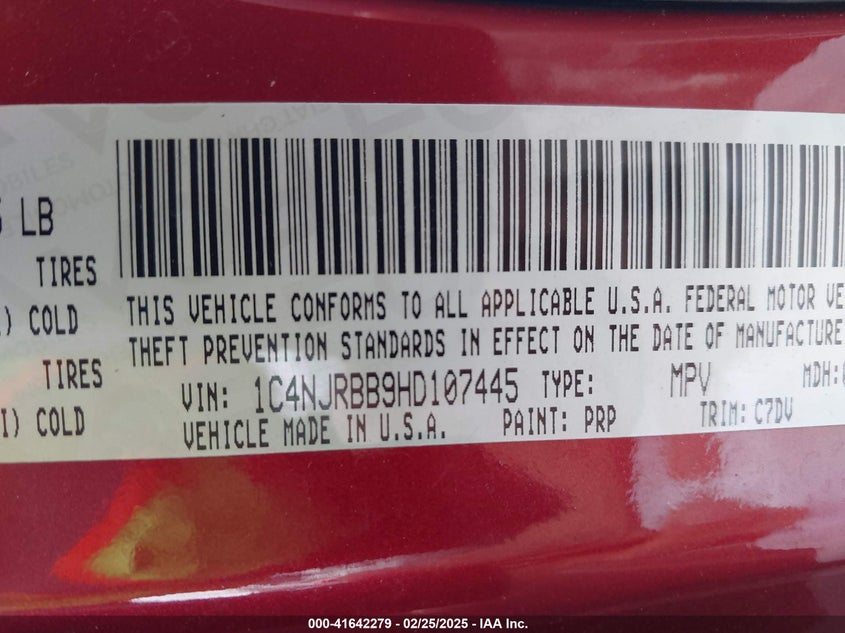 5 LB
TIRES
) COLD
TIRES
I) COLD
THIS VEHICLE CONFORMS TO ALL APPLICABLE U.S.A. FEDERAL MOTOR VE
THEFT PREVENTION STANDARDS IN EFFECT ON THE DATE OF MANUFACTURE
VIN: 1C4NJRBB9HD107445 TYPE: MPV MDH:
VEHICLE MADE IN U.S.A. PAINT: PRP TRIM: C7DV
000-41642279 - 02/25/2025 - IAA Inc.